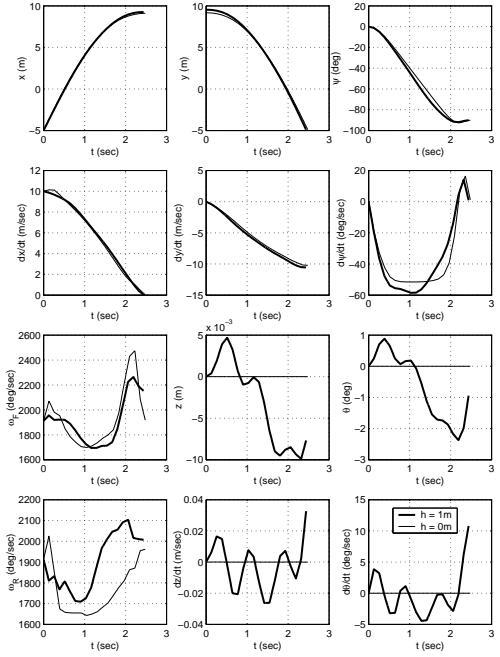 10
5
0
−5
x (m)
0 1 2 3
t (sec)
10
5
0
−5
y (m)
0 1 2 3
t (sec)
0
−20
−40
−60
−80
−100
ψ (deg)
0 1 2 3
t (sec)
12
10
8
6
4
2
0
dx/dt (m/sec)
0 1 2 3
t (sec)
5
0
−5
−10
−15
dy/dt (m/sec)
0 1 2 3
t (sec)
20
0
−20
−40
−60
dψ/dt (deg/sec)
0 1 2 3
t (sec)
2600
2400
2200
2000
1800
1600
ω_F (deg/sec)
0 1 2 3
t (sec)
x 10⁻³
5
0
−5
−10
z (m)
0 1 2 3
t (sec)
1
0
−1
−2
−3
θ (deg)
0 1 2 3
t (sec)
2200
2100
2000
1900
1800
1700
1600
ω_R (deg/sec)
0 1 2 3
t (sec)
0.04
0.02
0
−0.02
−0.04
dz/dt (m/sec)
0 1 2 3
t (sec)
15
10
5
0
−5
dθ/dt (deg/sec)
h = 1m
h = 0m
0 1 2 3
t (sec)